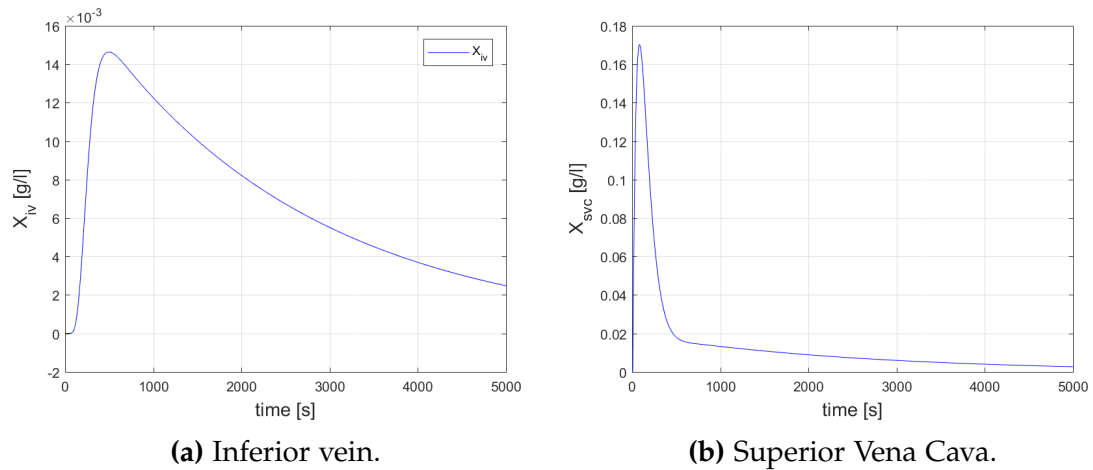 ×10⁻³
16
14
12
10
8
6
4
2
0
-2
X_iv [g/l]
X_iv
0 1000 2000 3000 4000 5000
time [s]
(a) Inferior vein.
0.18
0.16
0.14
0.12
0.1
0.08
0.06
0.04
0.02
0
X_svc [g/l]
0 1000 2000 3000 4000 5000
time [s]
(b) Superior Vena Cava.